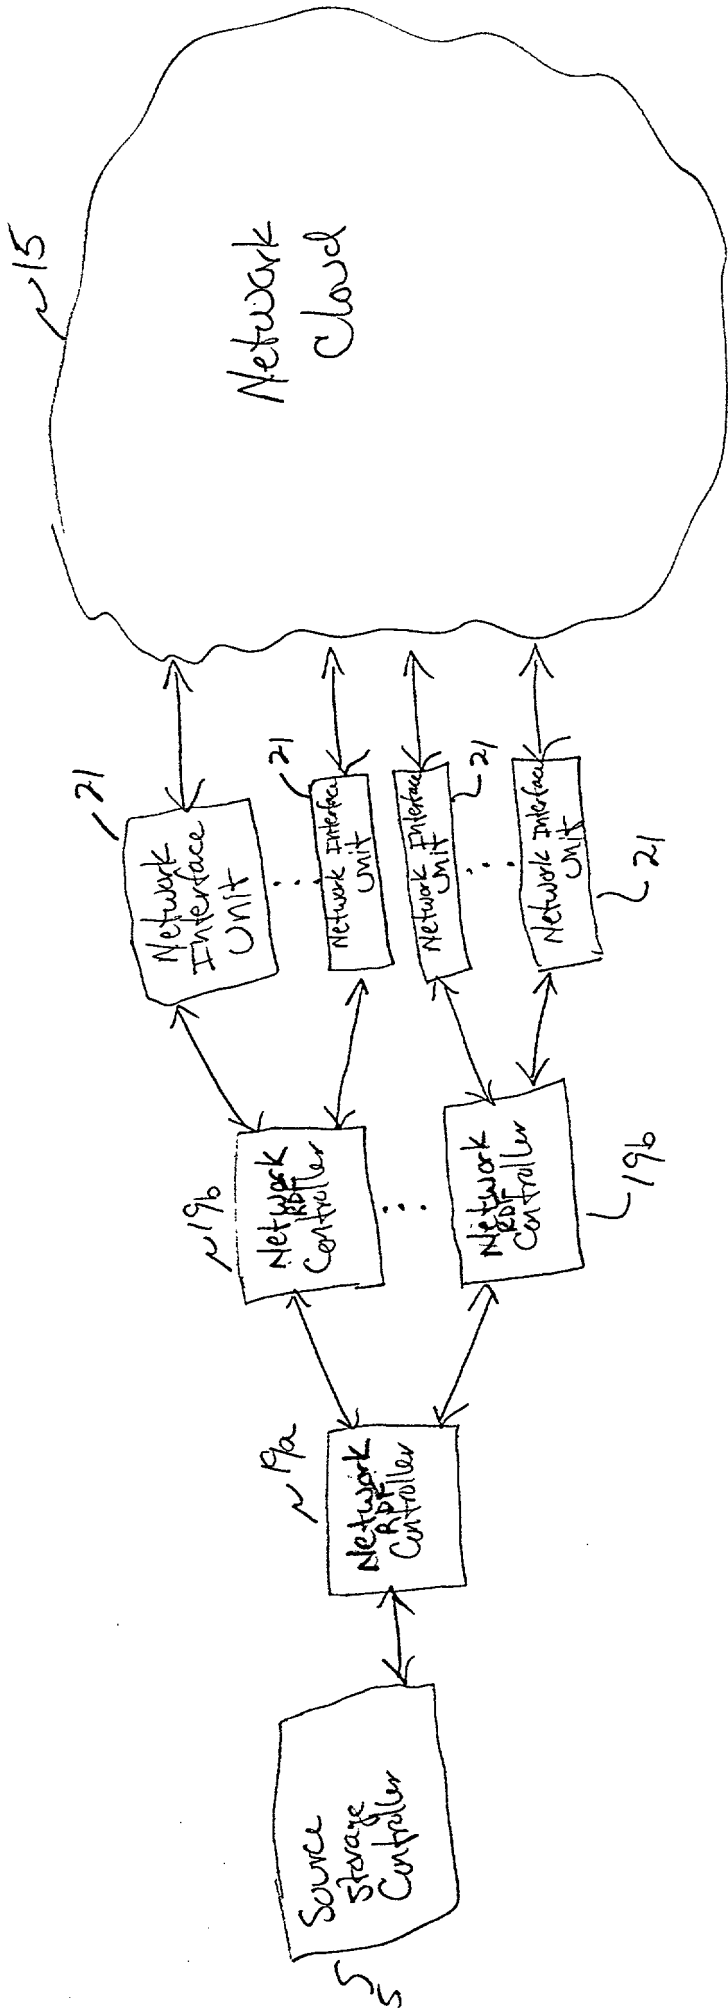 ~15
Network
Cloud
21
Network
Interface
Unit
21
Network Interface
Unit
Network Interface
Unit
21
Network Interface
Unit
21
~19b
Network
RDF
Controller
Network
RDF
Controller
19b
~19a
Network
RDF
Controller
Source
Storage
Controller
5